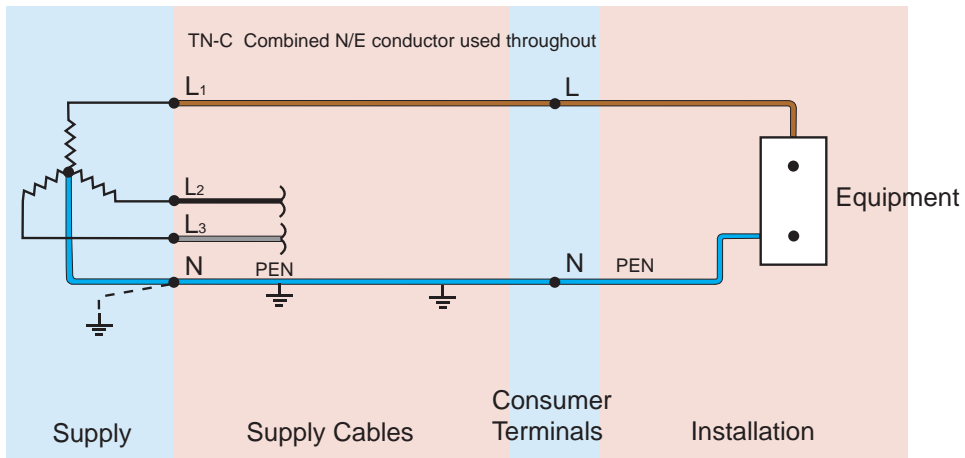 TN-C Combined N/E conductor used throughout
L1
L
L2
Equipment
L3
N
PEN
N
PEN
Supply
Supply Cables
Consumer
Terminals
Installation